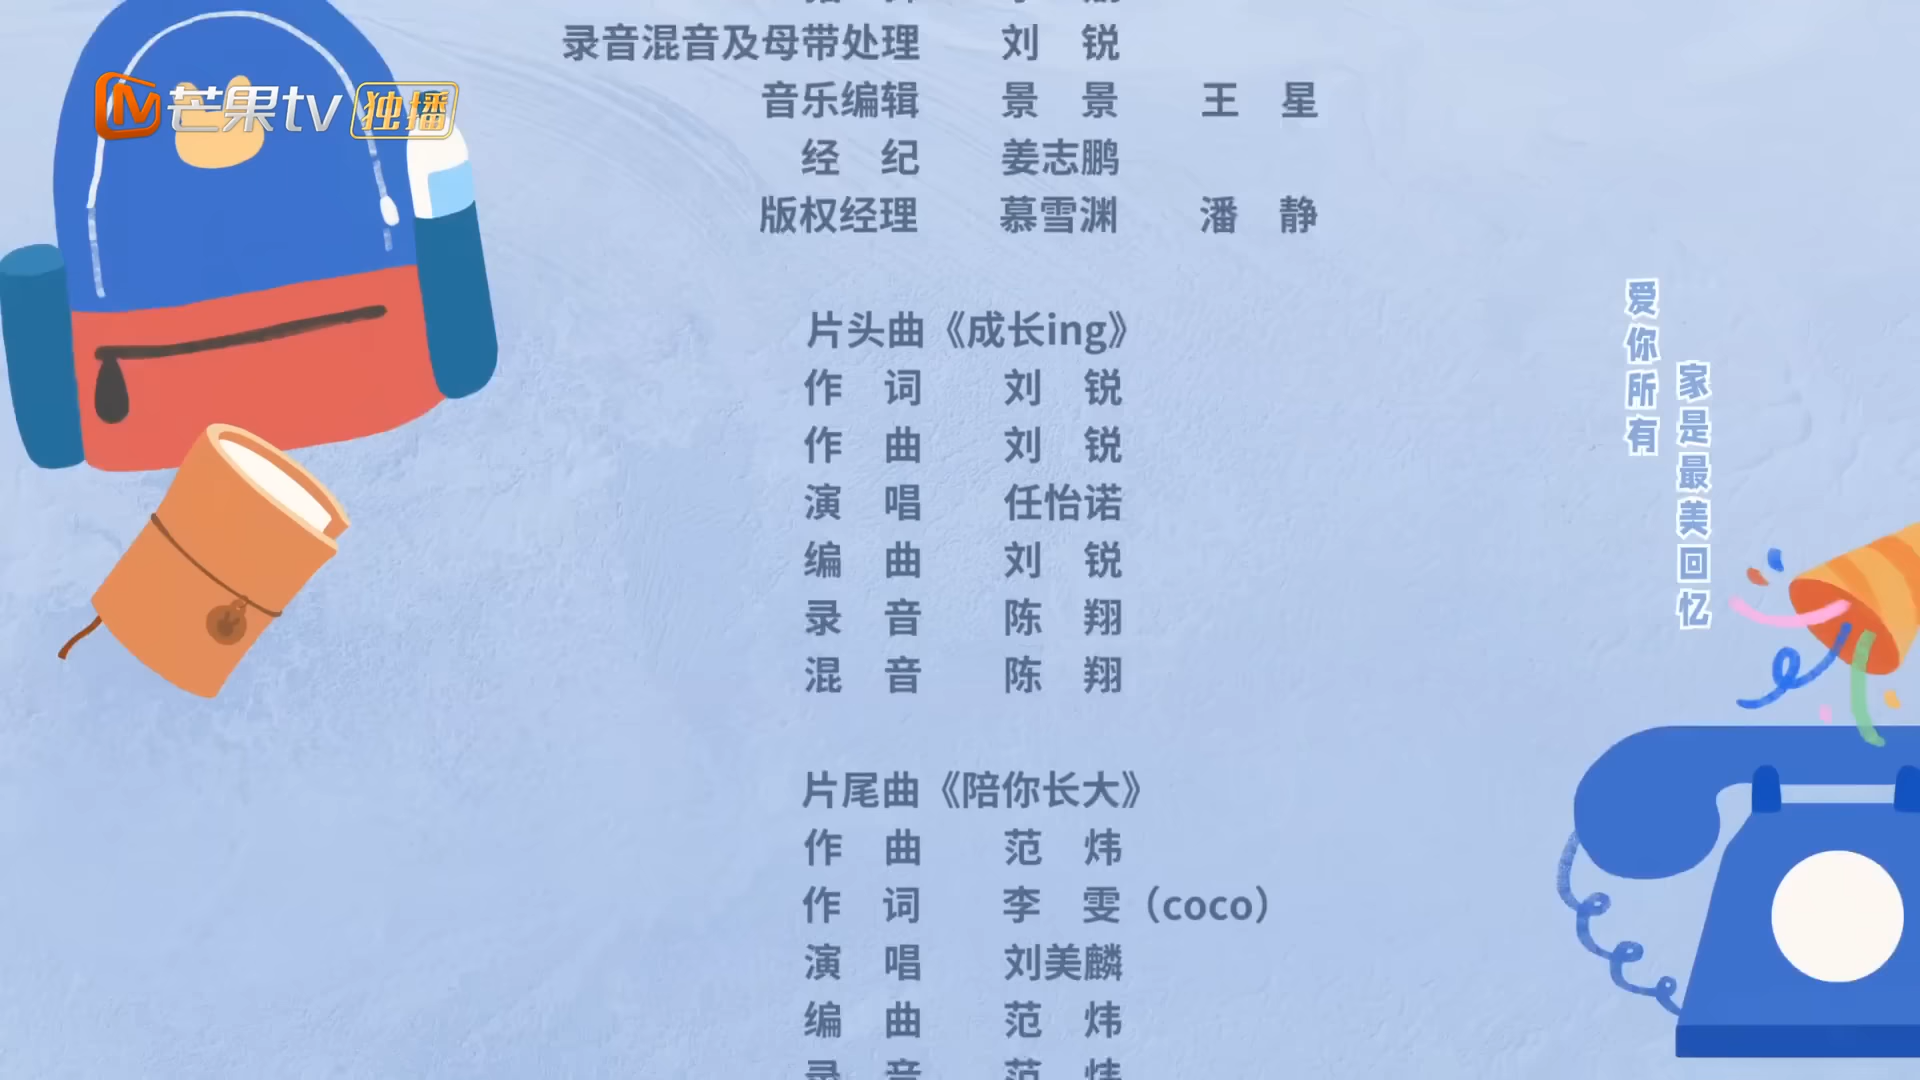 芒果tv 独播
录音混音及母带处理 刘 锐
音乐编辑 景 景 王 星
经 纪 姜志鹏
版权经理 慕雪渊 潘 静
片头曲《成长ing》
作 词 刘 锐
作 曲 刘 锐
演 唱 任怡诺
编 曲 刘 锐
录 音 陈 翔
混 音 陈 翔
片尾曲《陪你长大》
作 曲 范 炜
作 词 李 雯（coco）
演 唱 刘美麟
编 曲 范 炜
录 音 范 炜
爱你所有
家是最美回忆